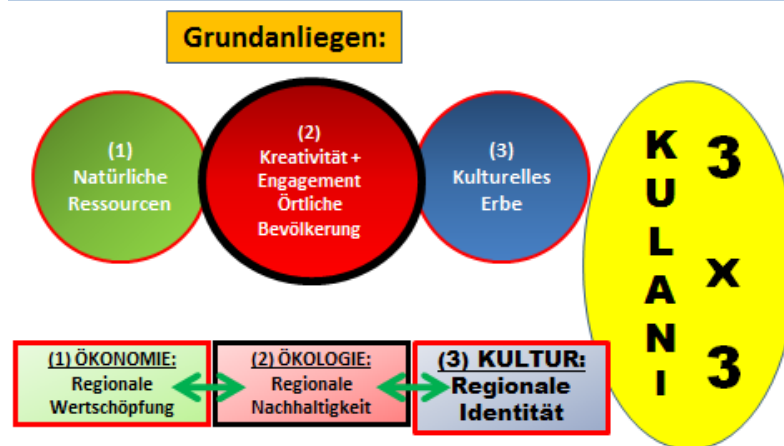 Grundanliegen:
(1)
Natürliche
Ressourcen
(2)
Kreativität +
Engagement
Örtliche
Bevölkerung
(3)
Kulturelles
Erbe
(1) ÖKONOMIE:
Regionale
Wertschöpfung
(2) ÖKOLOGIE:
Regionale
Nachhaltigkeit
(3) KULTUR:
Regionale
Identität
KULANI
3 x 3